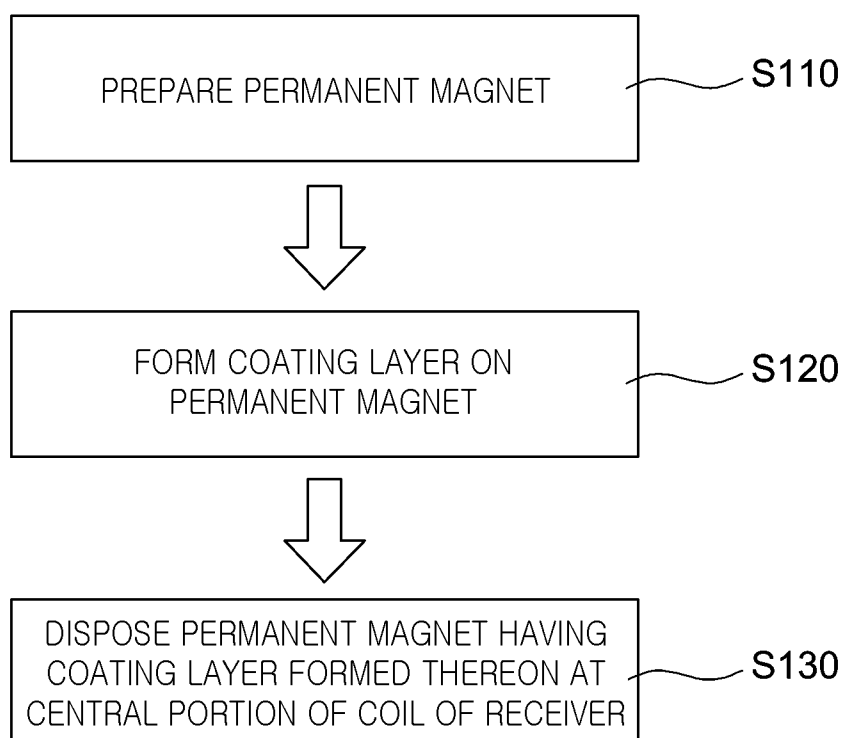 PREPARE PERMANENT MAGNET
S110
FORM COATING LAYER ON
PERMANENT MAGNET
S120
DISPOSE PERMANENT MAGNET HAVING
COATING LAYER FORMED THEREON AT
CENTRAL PORTION OF COIL OF RECEIVER
S130